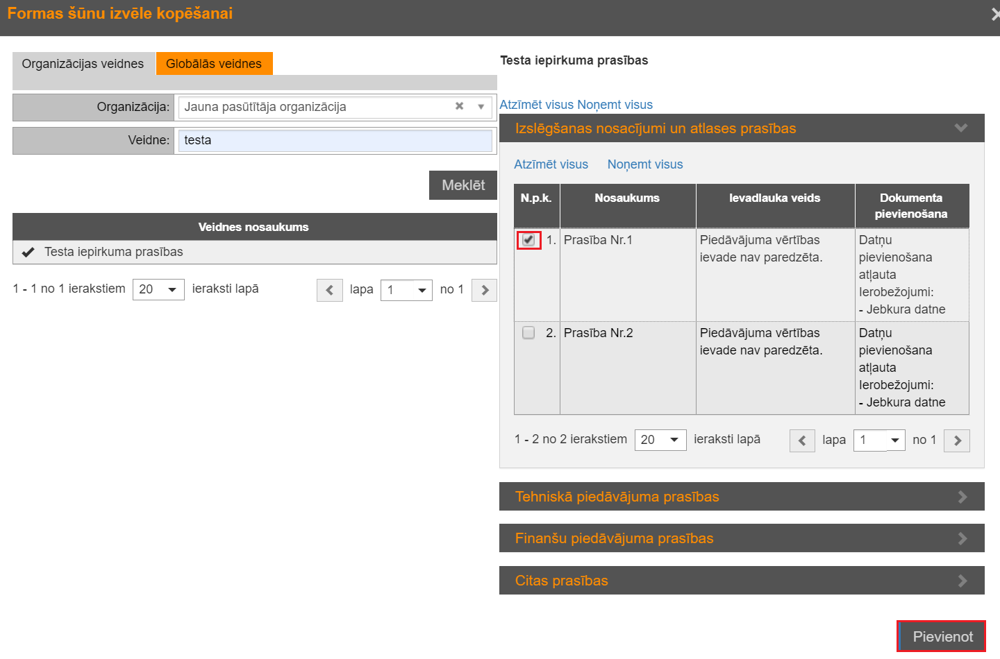 Formas šūnu izvēle kopēšanai
Organizācijas veidnes
Globālās veidnes
Organizācija:
Jauna pasūtītāja organizācija
Veidne:
testa
Meklēt
Veidnes nosaukums
Testa iepirkuma prasības
1 - 1 no 1 ierakstiem
20
ieraksti lapā
lapa
1
no 1
Testa iepirkuma prasības
Atzīmēt visus Noņemt visus
Izslēgšanas nosacījumi un atlases prasības
Atzīmēt visus
Noņemt visus
N.p.k.
Nosaukums
Ievadlauka veids
Dokumenta
pievienošana
1.
Prasība Nr.1
Piedāvājuma vērtības
ievade nav paredzēta.
Datņu
pievienošana
atļauta
Ierobežojumi:
- Jebkura datne
2.
Prasība Nr.2
Piedāvājuma vērtības
ievade nav paredzēta.
Datņu
pievienošana
atļauta
Ierobežojumi:
- Jebkura datne
1 - 2 no 2 ierakstiem
20
ieraksti lapā
lapa
1
no 1
Tehniskā piedāvājuma prasības
Finanšu piedāvājuma prasības
Citas prasības
Pievienot